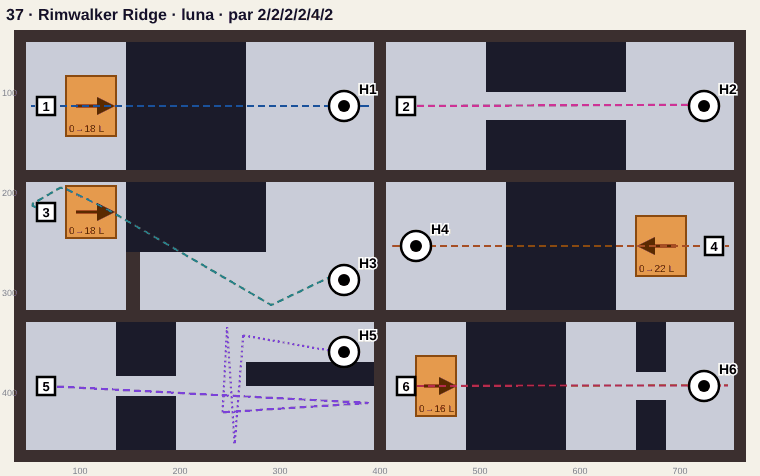 37 · Rimwalker Ridge · luna · par 2/2/2/2/4/2
100
200
300
400
1
0→18 L
H1
2
H2
3
0→18 L
H3
H4
0→22 L
4
5
H5
6
0→16 L
H6
100
200
300
400
500
600
700